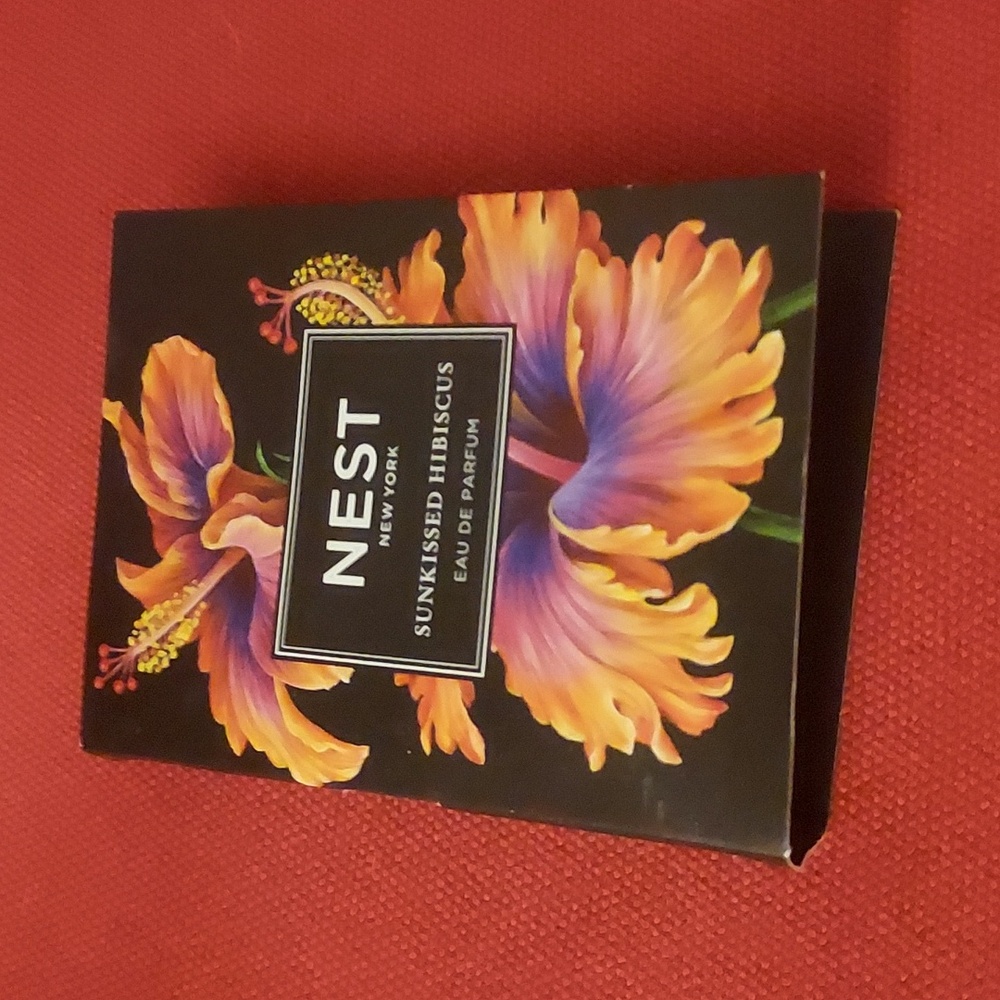 NEST
NEW YORK
SUNKISSED HIBISCUS
EAU DE PARFUM